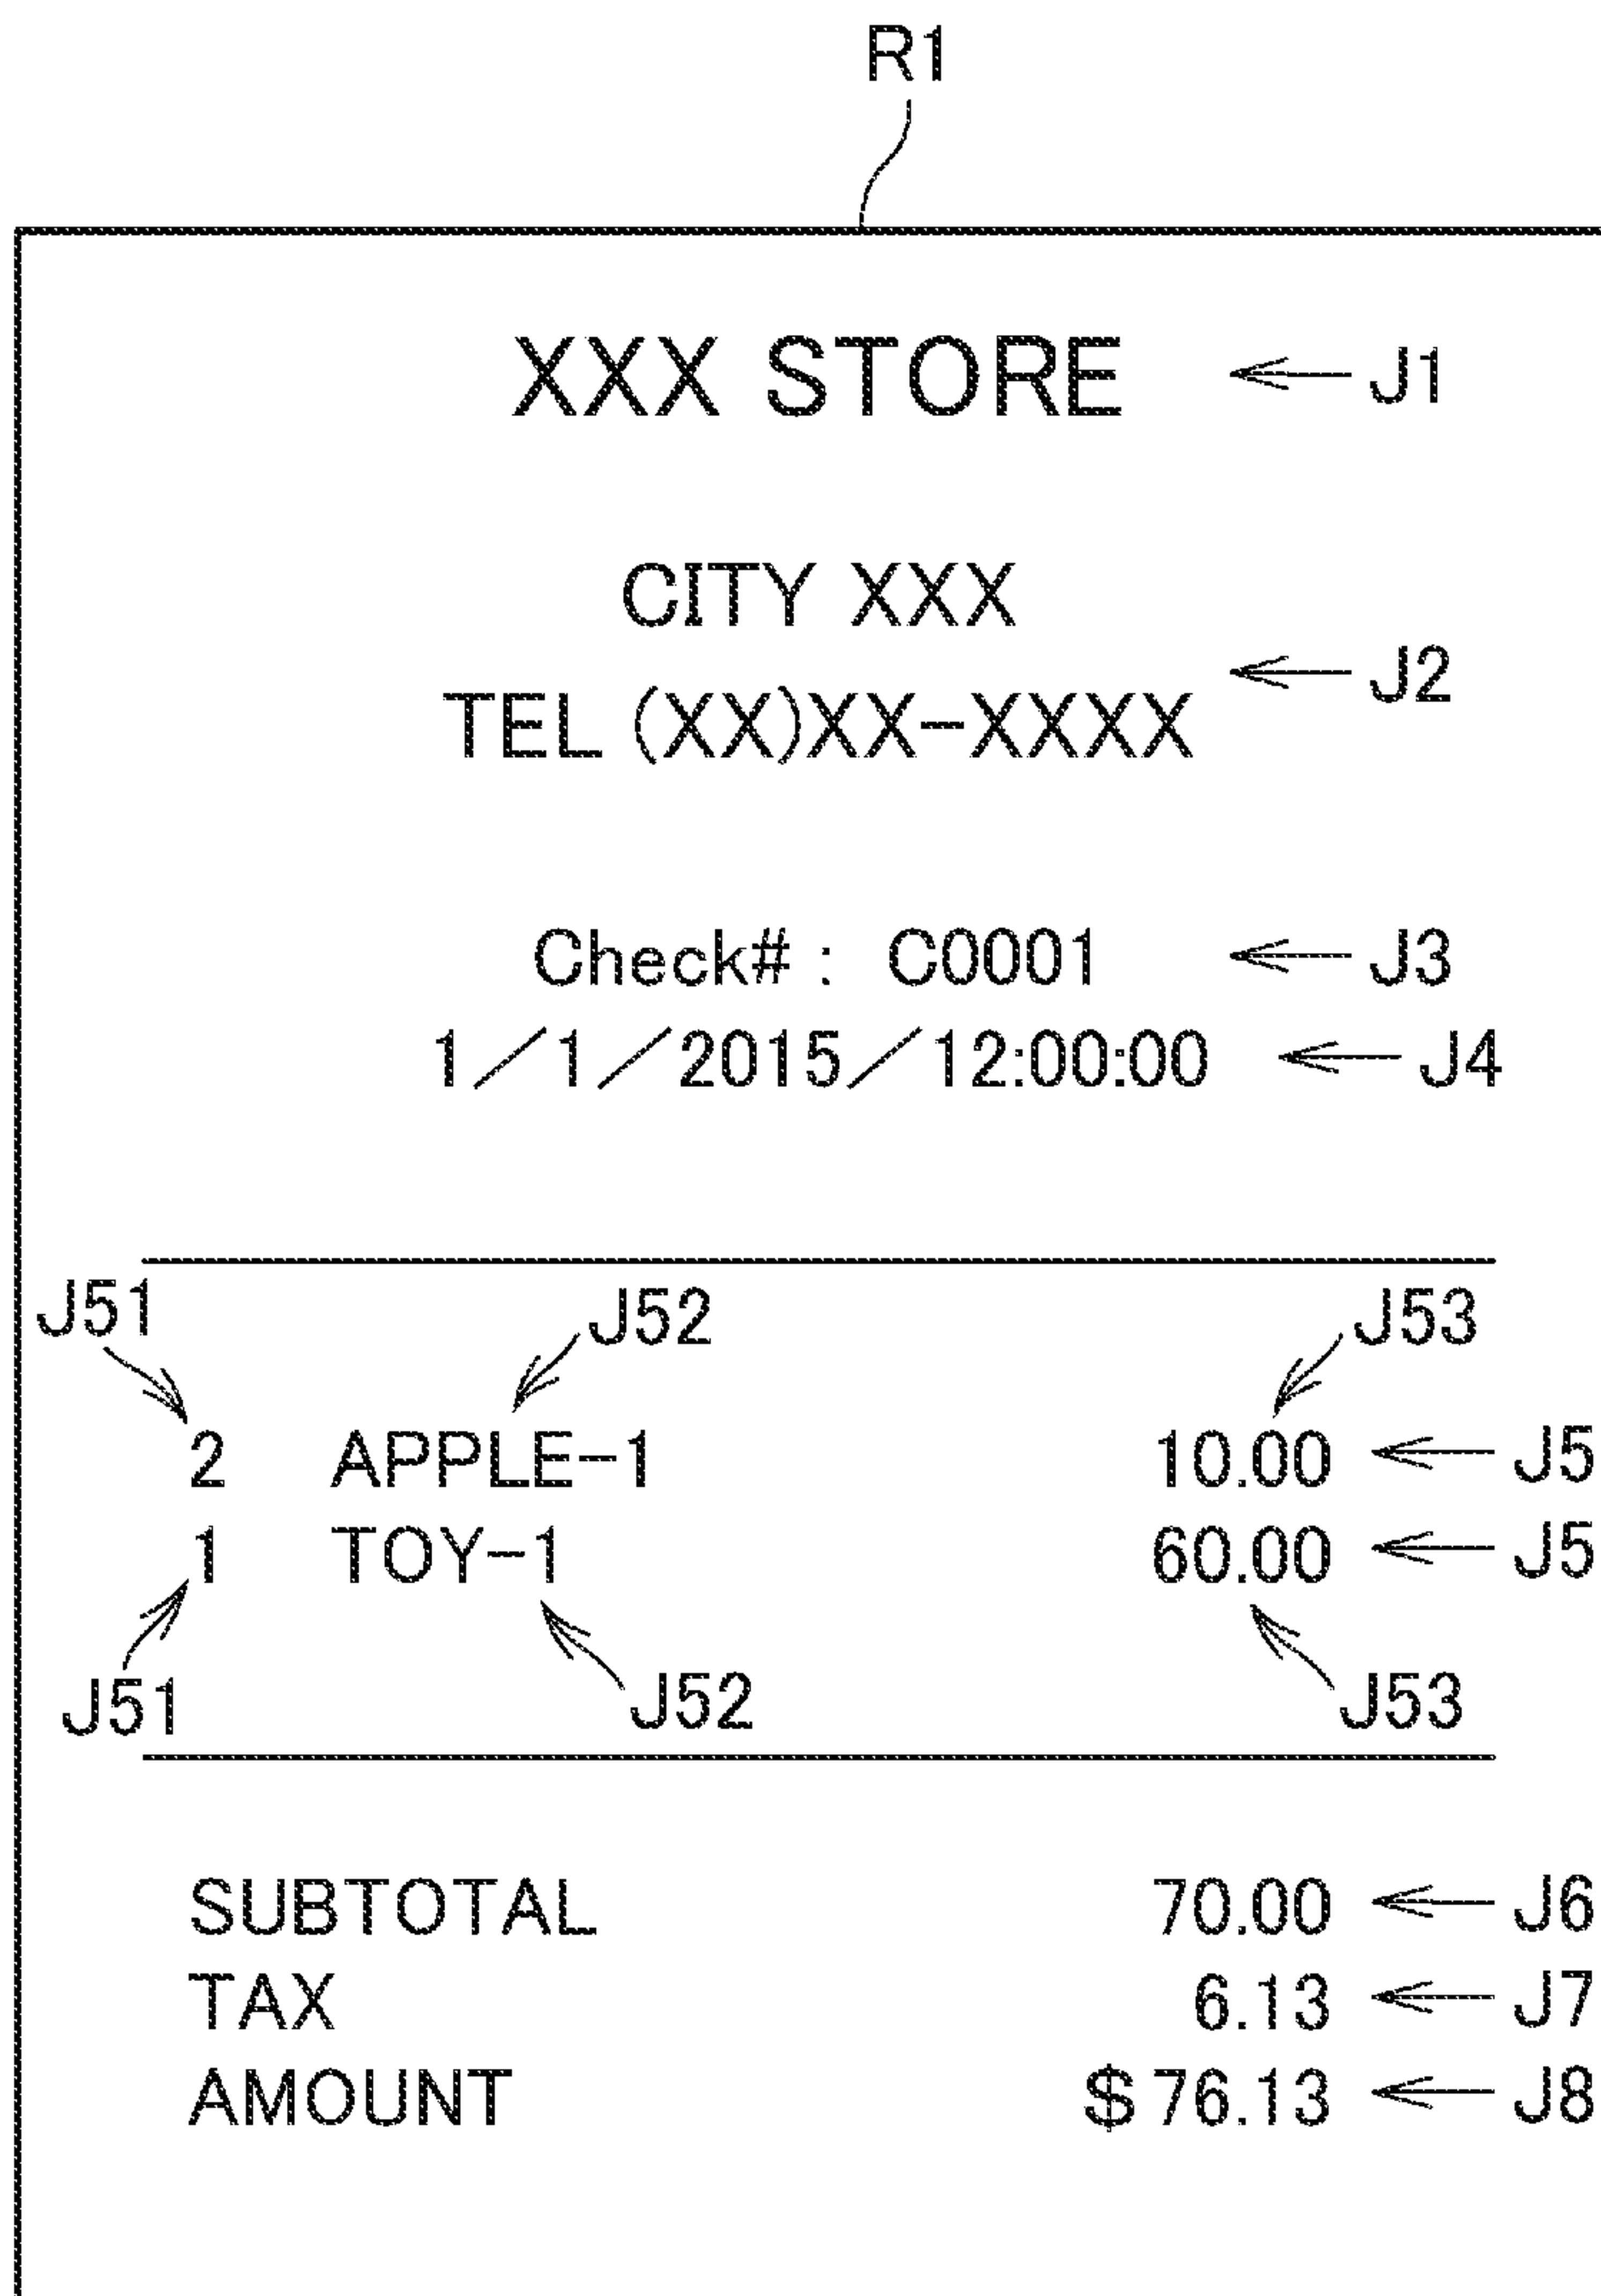 R1
XXX STORE J1
CITY XXX
J2
TEL (XX)XX-XXXX
Check# : C0001 J3
1/1/2015/12:00:00 J4
J51 J52 J53
2 APPLE-1 10.00 J5
1 TOY-1 60.00 J5
J51 J52 J53
SUBTOTAL 70.00 J6
TAX 6.13 J7
AMOUNT $76.13 J8